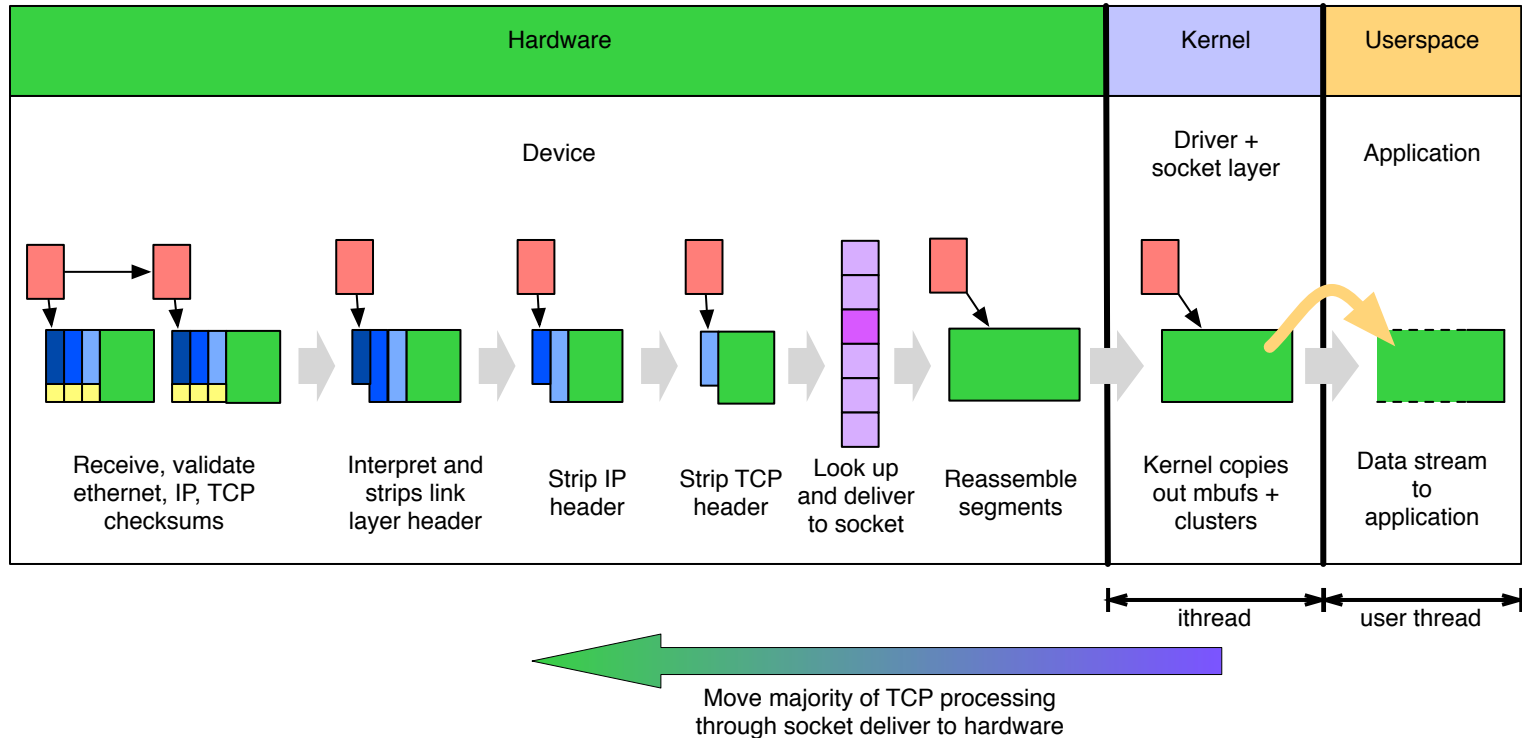 Hardware
Kernel
Userspace
Device
Driver +
socket layer
Application
Receive, validate
ethernet, IP, TCP
checksums
Interpret and
strips link
layer header
Strip IP
header
Strip TCP
header
Look up
and deliver
to socket
Reassemble
segments
Kernel copies
out mbufs +
clusters
Data stream
to
application
ithread
user thread
Move majority of TCP processing
through socket deliver to hardware